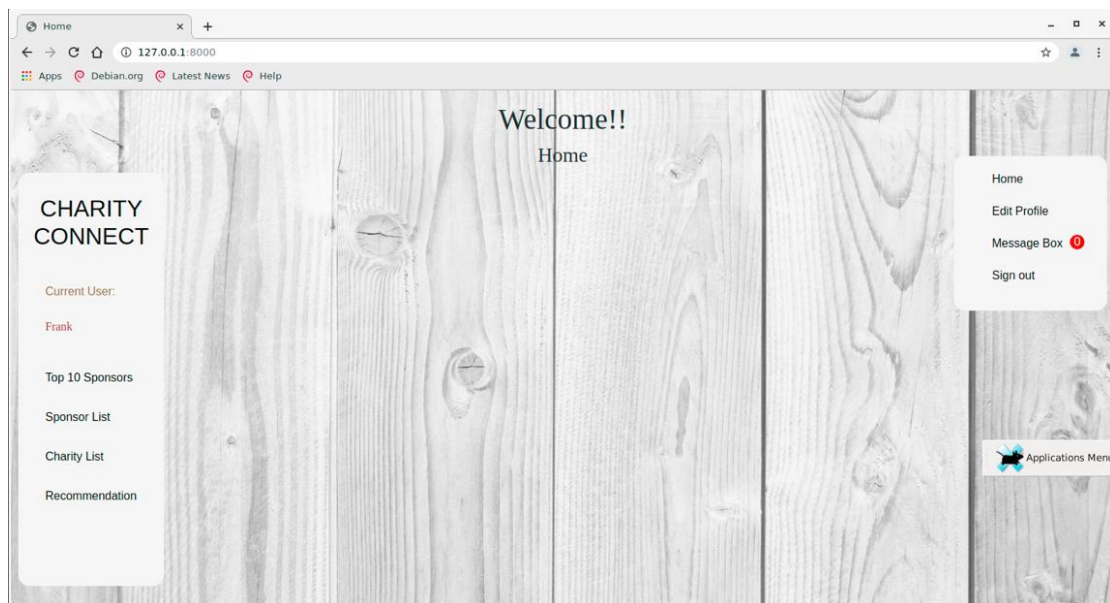 Home
127.0.0.1:8000
Apps Debian.org Latest News Help
Welcome!!
Home
CHARITY
CONNECT
Current User:
Frank
Top 10 Sponsors
Sponsor List
Charity List
Recommendation
Home
Edit Profile
Message Box 0
Sign out
Applications Menu